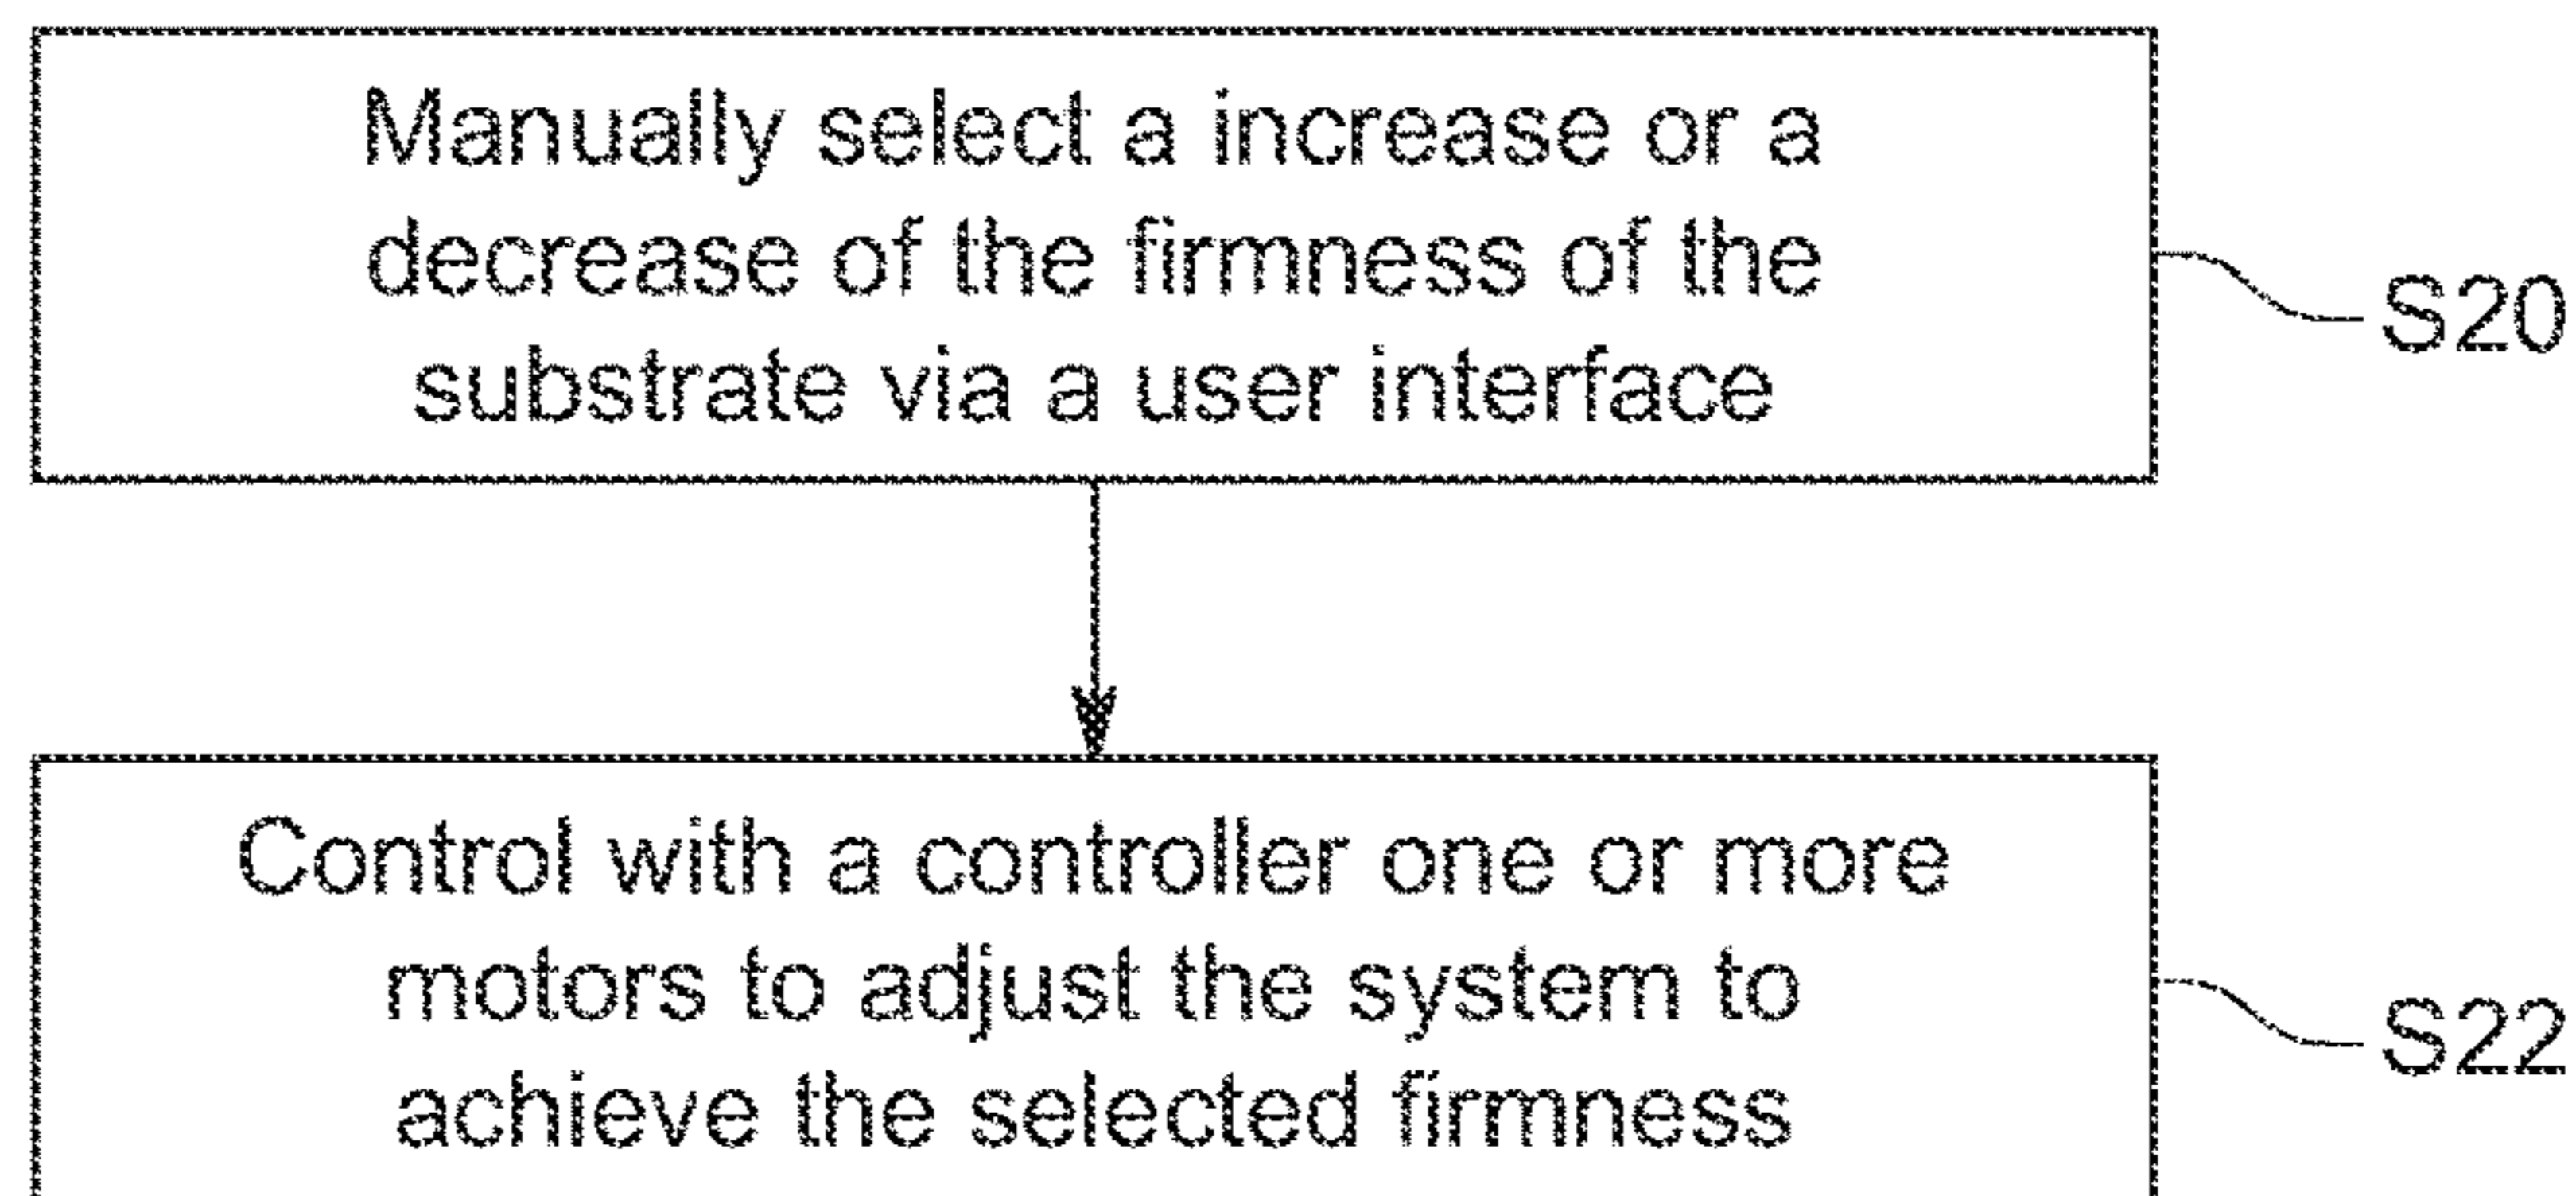 Manually select a increase or a
decrease of the firmness of the
substrate via a user interface
S20
Control with a controller one or more
motors to adjust the system to
achieve the selected firmness
S22